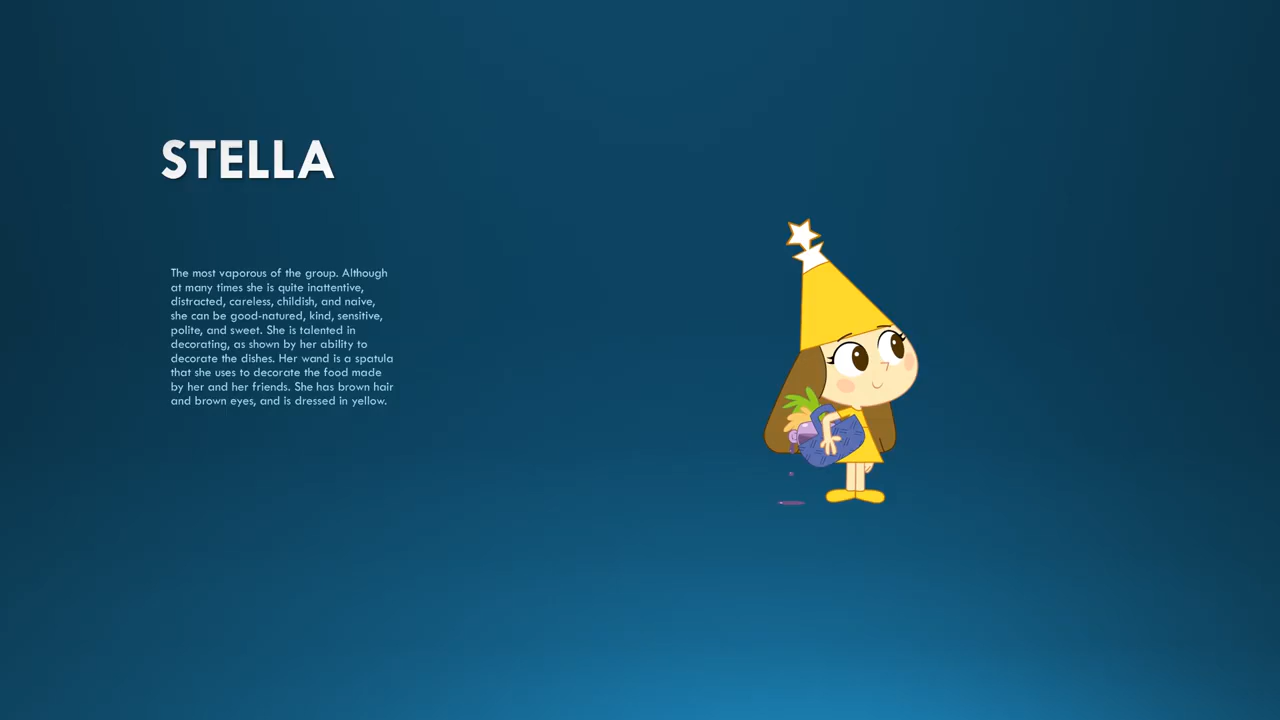 STELLA
The most vaporous of the group. Although
at many times she is quite inattentive,
distracted, careless, childish, and naive,
she can be good-natured, kind, sensitive,
polite, and sweet. She is talented in
decorating, as shown by her ability to
decorate the dishes. Her wand is a spatula
that she uses to decorate the food made
by her and her friends. She has brown hair
and brown eyes, and is dressed in yellow.